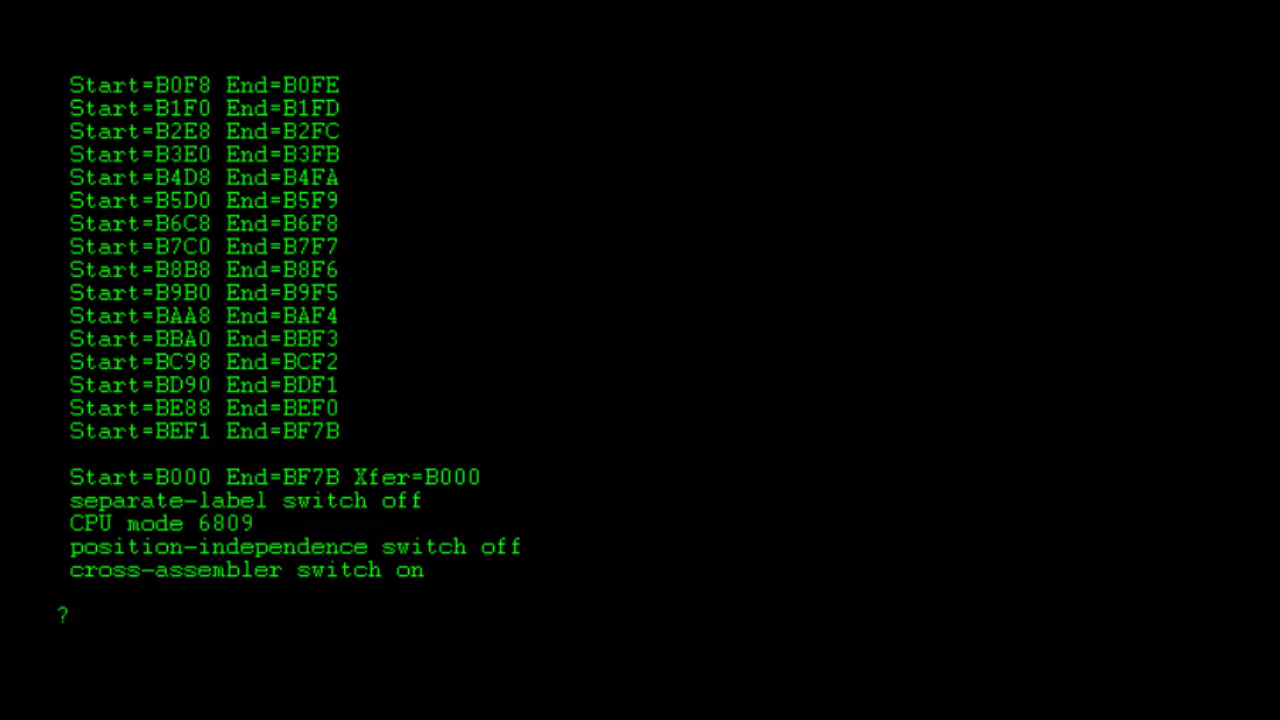 Start=B0F8 End=B0FE
Start=B1F0 End=B1FD
Start=B2E8 End=B2FC
Start=B3E0 End=B3FB
Start=B4D8 End=B4FA
Start=B5D0 End=B5F9
Start=B6C8 End=B6F8
Start=B7C0 End=B7F7
Start=B8B8 End=B8F6
Start=B9B0 End=B9F5
Start=BAA8 End=BAF4
Start=BBA0 End=BBF3
Start=BC98 End=BCF2
Start=BD90 End=BDF1
Start=BE88 End=BEF0
Start=BEF1 End=BF7B
Start=B000 End=BF7B Xfer=B000
separate-label switch off
CPU mode 6809
position-independence switch off
cross-assembler switch on
?